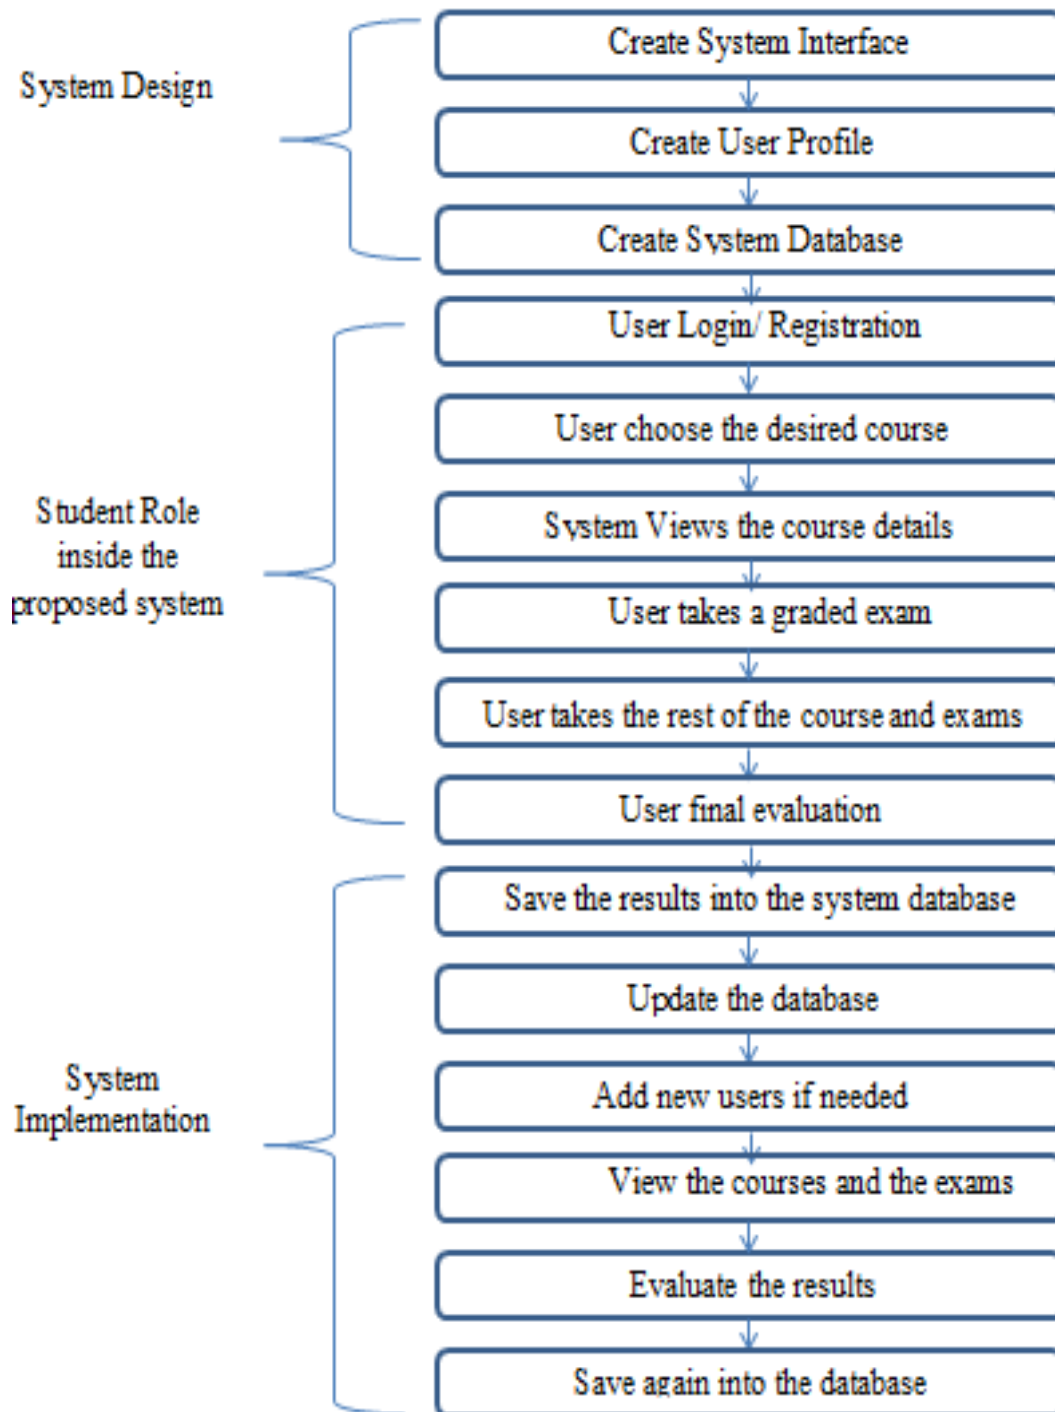 Create System Interface
System Design
Create User Profile
Create System Database
User Login/ Registration
User choose the desired course
Student Role
inside the
proposed system
System Views the course details
User takes a graded exam
User takes the rest of the course and exams
User final evaluation
Save the results into the system database
Update the database
System
Implementation
Add new users if needed
View the courses and the exams
Evaluate the results
Save again into the database